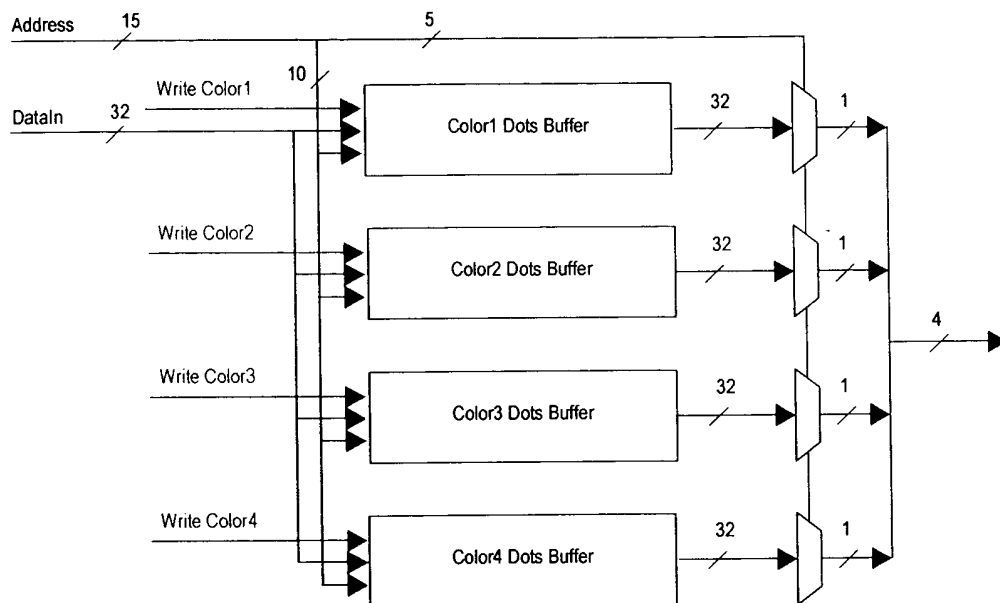 Address
15
5
10
Write Color1
DataIn
32
Color1 Dots Buffer
32
1
Write Color2
Color2 Dots Buffer
32
1
4
Write Color3
Color3 Dots Buffer
32
1
Write Color4
Color4 Dots Buffer
32
1